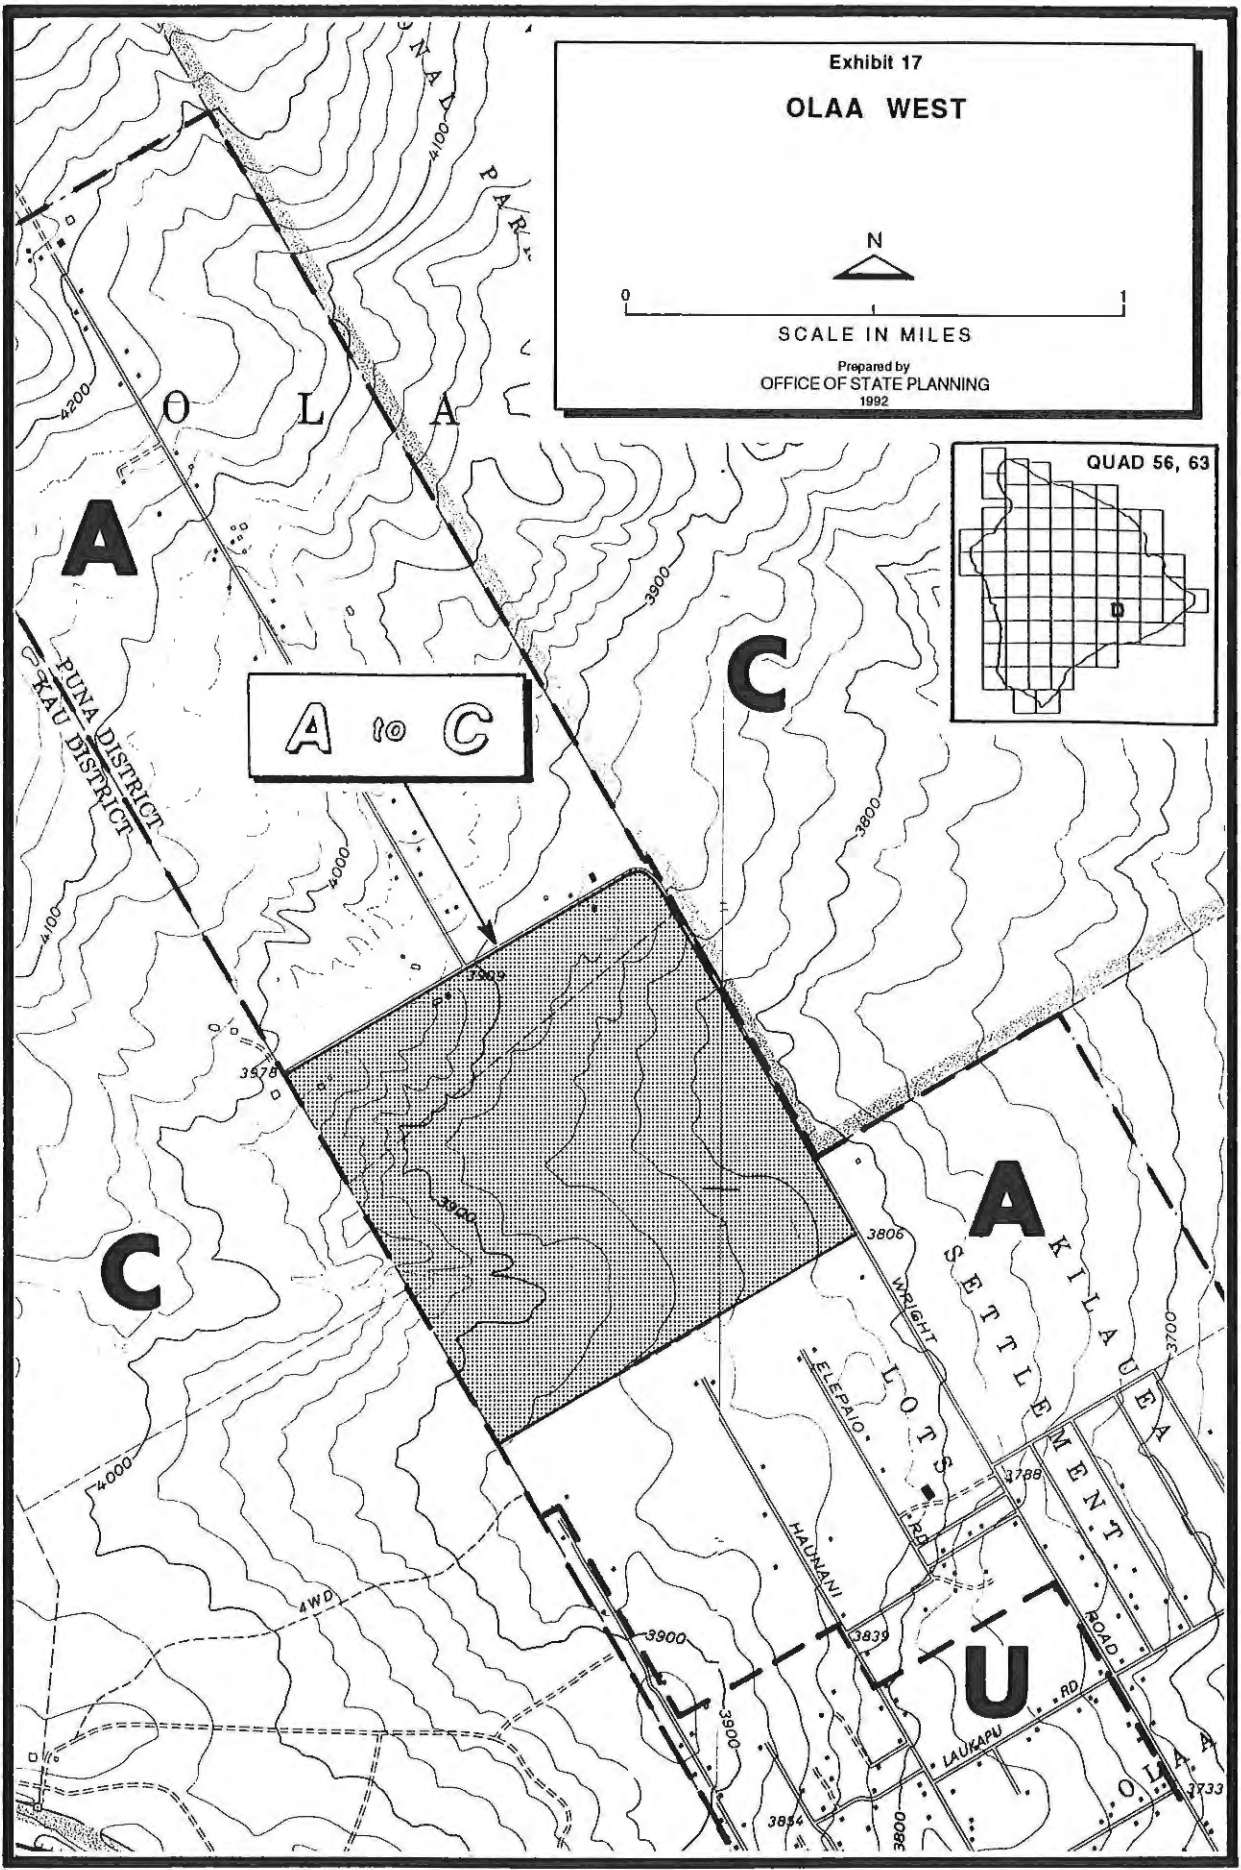 Exhibit 17
OLAA WEST
N
0 1
SCALE IN MILES
Prepared by
OFFICE OF STATE PLANNING
1992
QUAD 56, 63
D
ONAL
PARK
4100
4200
O L A
A
3900
C
PUNA DISTRICT
KAU DISTRICT
A to C
3800
4000
4100
3909
3978
3900
C
A
3806
WRIGHT
ROAD
KILAUEA
SETTLEMENT
LOTS
3700
ELEPAIO
RD
4000
3788
HAUNANI
4WD
3900
3839
U
RD
LAUKAPU
3900
OLAA
3733
3854
3800